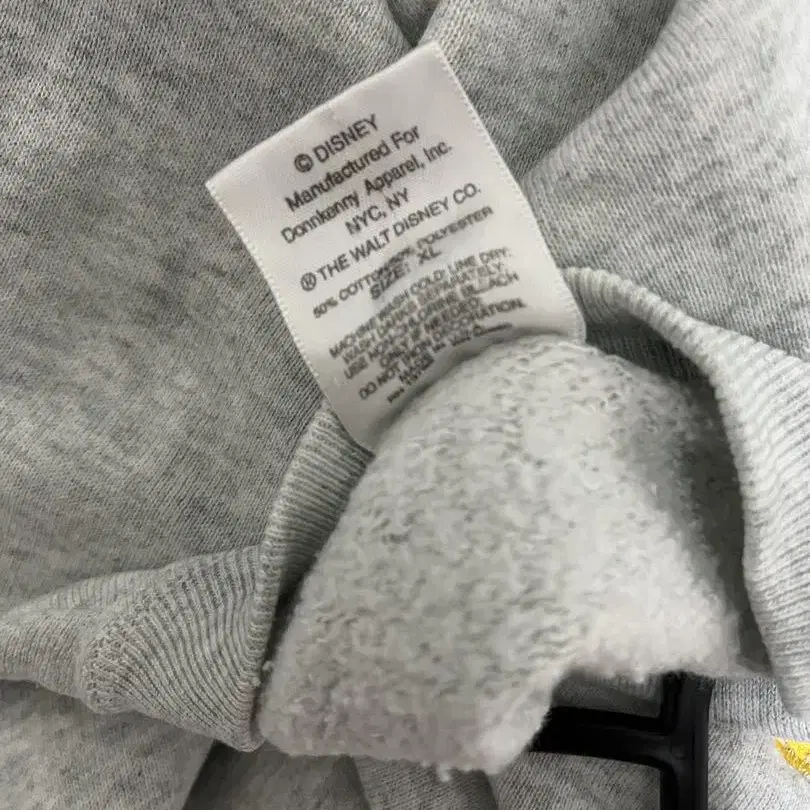 © DISNEY
Manufactured For
Donnkenny Apparel, Inc.
NYC, NY
® THE WALT DISNEY CO.
50% COTTON/50% POLYESTER
SIZE: XL
MACHINE WASH COLD: LINE DRY.
WASH DARKS SEPARATELY.
USE NON-CHLORINE BLEACH
ONLY IF NEEDED.
DO NOT IRON DECORATION.
RN